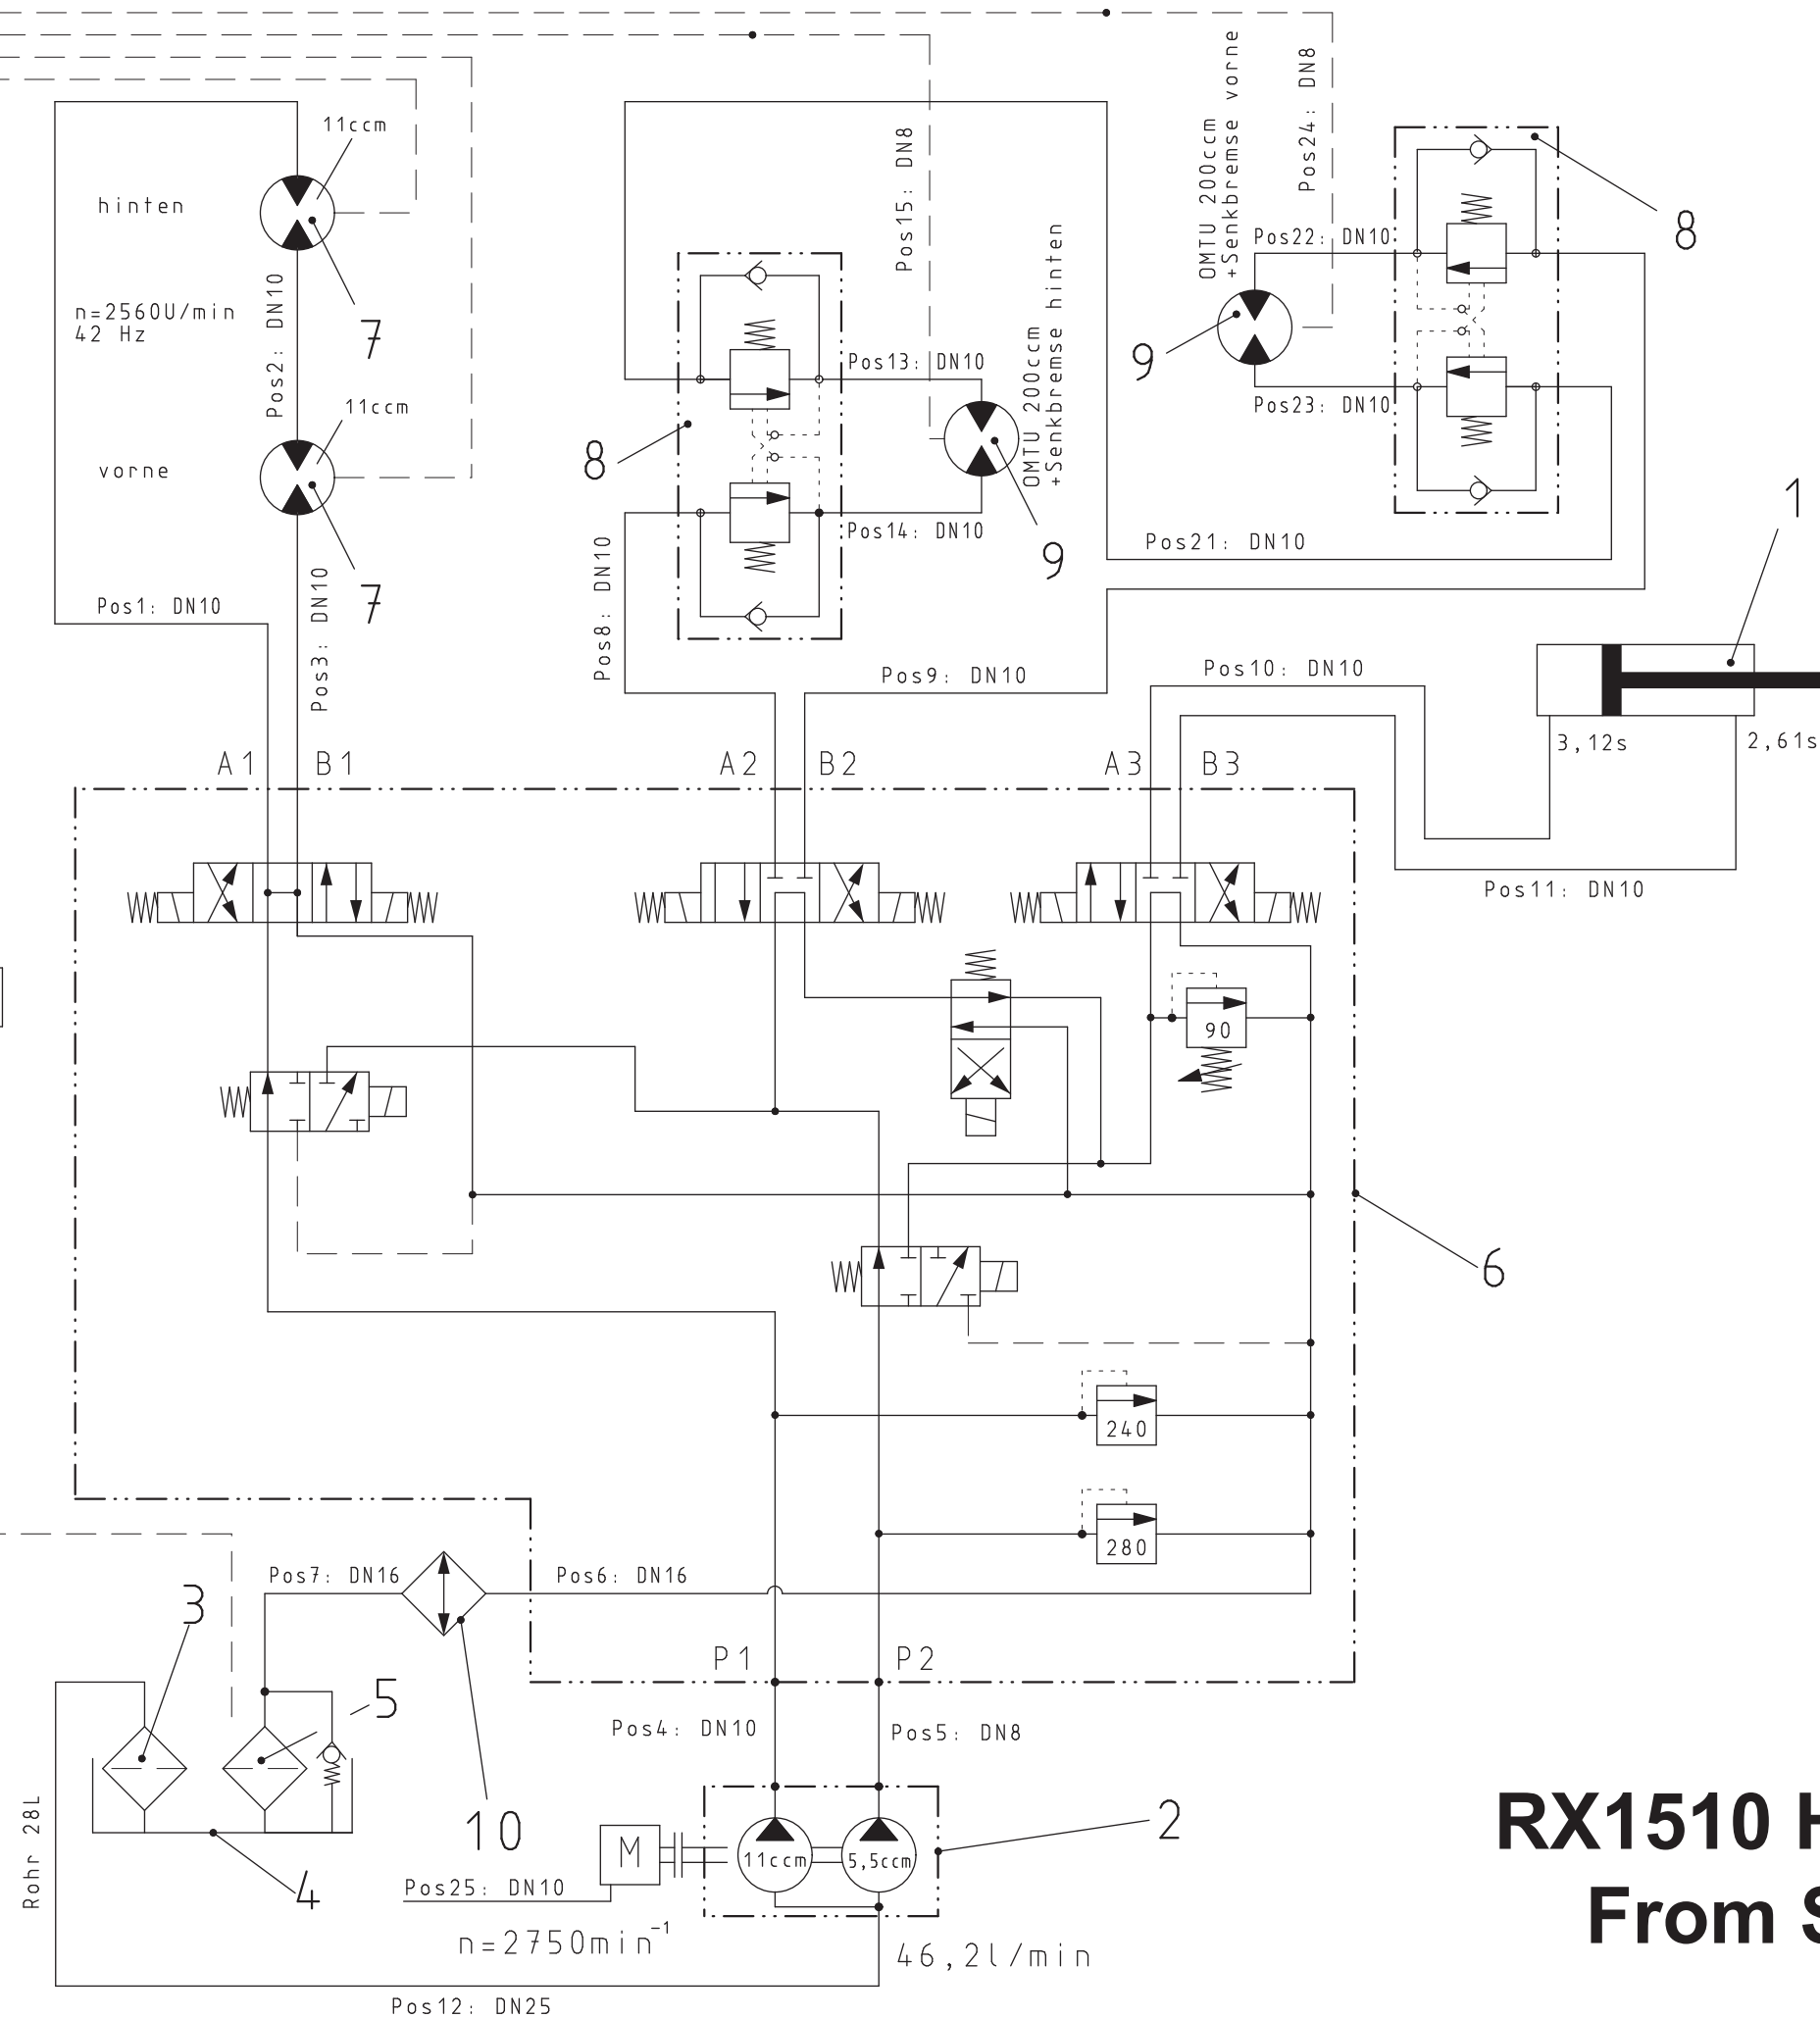 11ccm
hinten
n=2560U/min
42 Hz
7
Pos2: DN10
11ccm
vorne
7
Pos1: DN10
Pos3: DN10
Pos15: DN8
OMTU 200ccm
+Senkbremse hinten
Pos13: DN10
8
Pos14: DN10
9
Pos8: DN10
OMTU 200ccm
+Senkbremse vorne
Pos24: DN8
8
Pos22: DN10
9
Pos23: DN10
Pos21: DN10
1
Pos9: DN10
Pos10: DN10
3,12s
2,61s
A1
B1
A2
B2
A3
B3
Pos11: DN10
90
6
240
280
Pos7: DN16
Pos6: DN16
3
P1
P2
5
Pos4: DN10
Pos5: DN8
Rohr 28L
10
2
M
11ccm
5,5ccm
4
Pos25: DN10
n=2750min-1
46,2l/min
Pos12: DN25
RX1510 H
From S